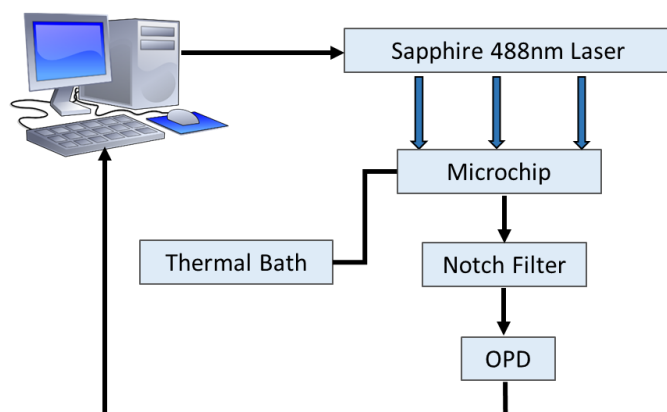 Sapphire 488nm Laser
Microchip
Thermal Bath
Notch Filter
OPD